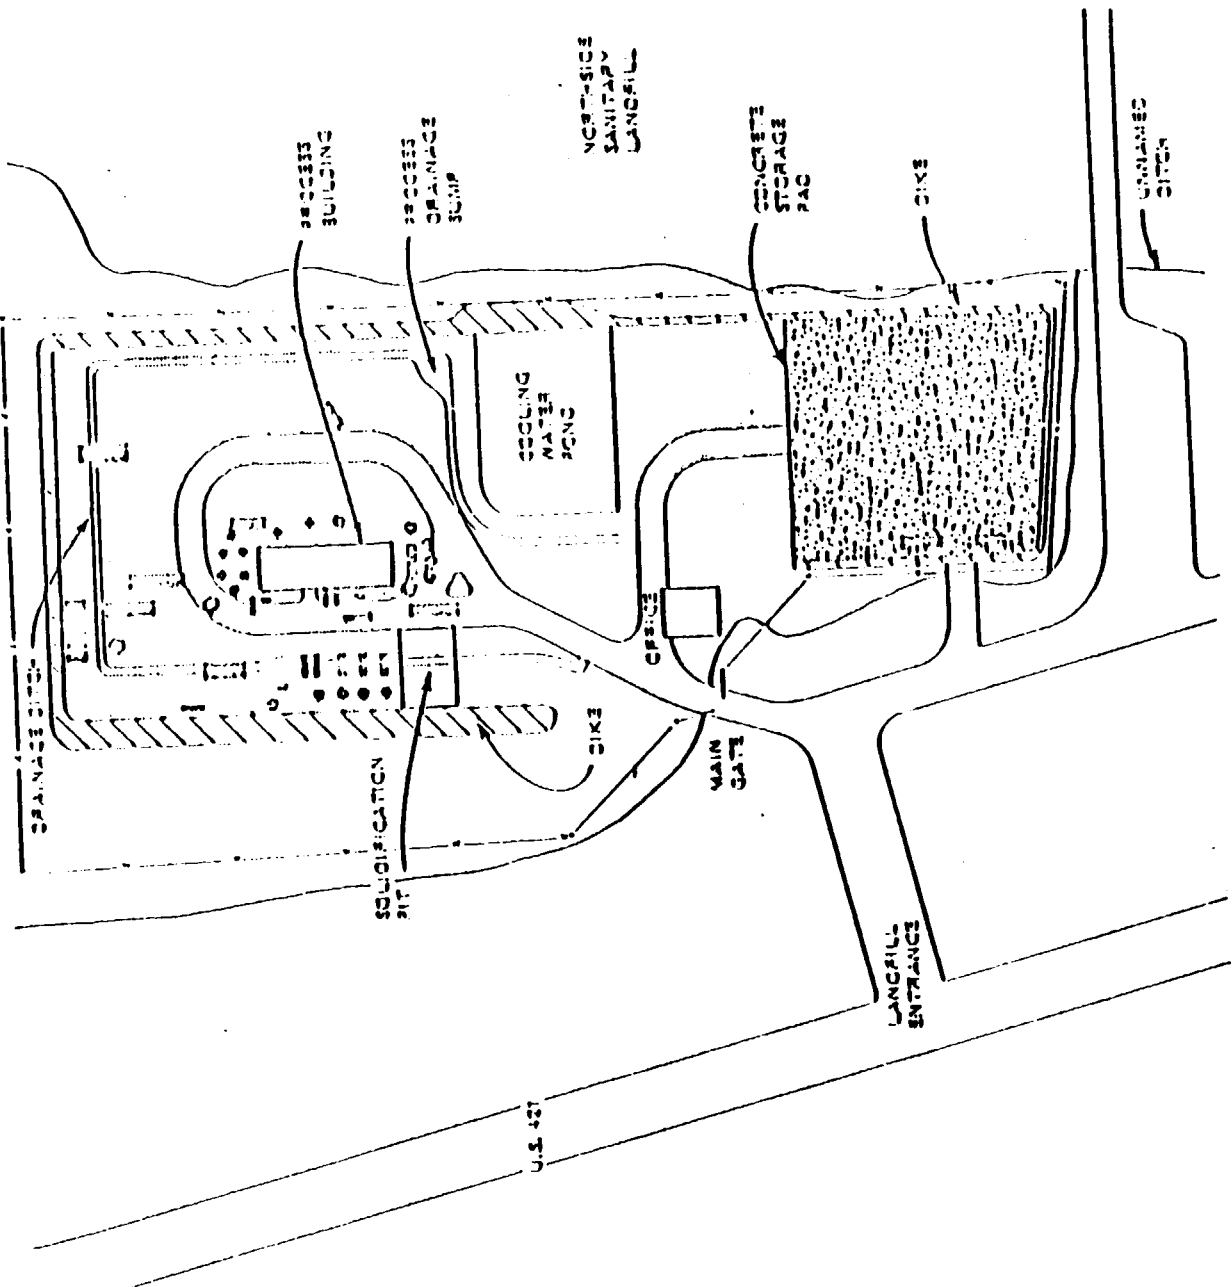 NORTHSIDE
SANITARY
LANDFILL
PROCESS
BUILDING
PROCESS
DRAINAGE
SUMP
CONCRETE
STORAGE
PAD
DIKE
UNNAMED
DITCH
COOLING
WATER
POND
OFFICE
DRAINAGE DITCH
DIKE
MAIN
GATE
SOLIDIFICATION
PIT
LANDFILL
ENTRANCE
U.S. 421